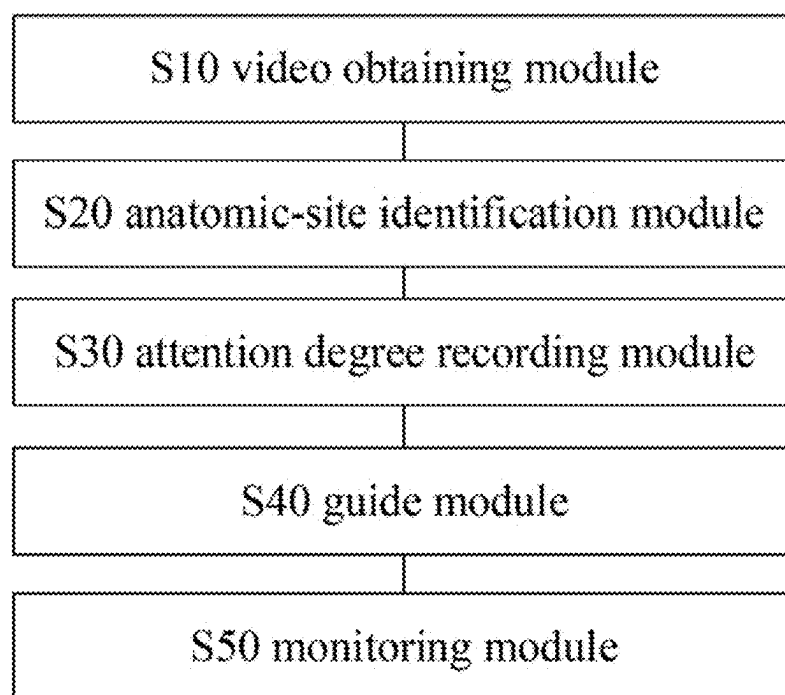 S10 video obtaining module
S20 anatomic-site identification module
S30 attention degree recording module
S40 guide module
S50 monitoring module